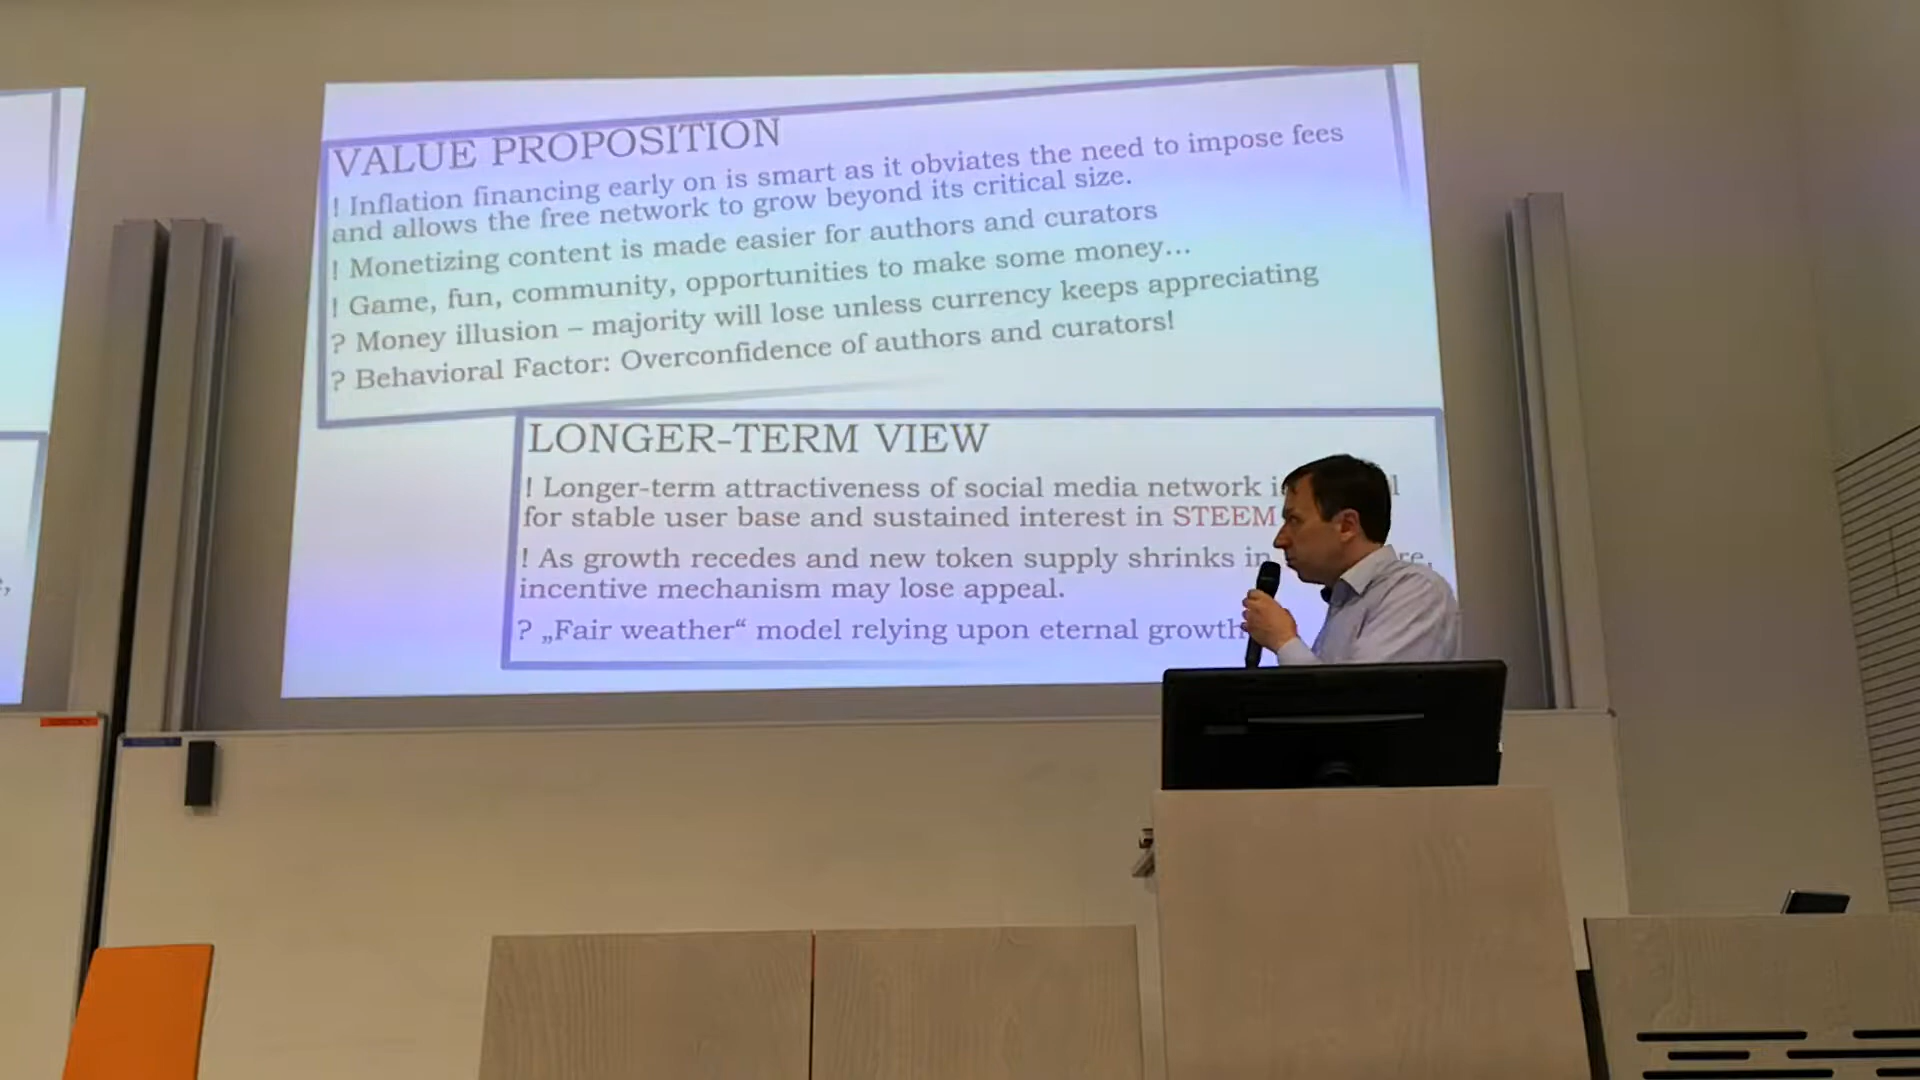 VALUE PROPOSITION
! Inflation financing early on is smart as it obviates the need to impose fees
and allows the free network to grow beyond its critical size.
! Monetizing content is made easier for authors and curators
! Game, fun, community, opportunities to make some money...
? Money illusion – majority will lose unless currency keeps appreciating
? Behavioral Factor: Overconfidence of authors and curators!
LONGER-TERM VIEW
! Longer-term attractiveness of social media network
for stable user base and sustained interest in STEEM
! As growth recedes and new token supply shrinks in
incentive mechanism may lose appeal.
? „Fair weather“ model relying upon eternal growth